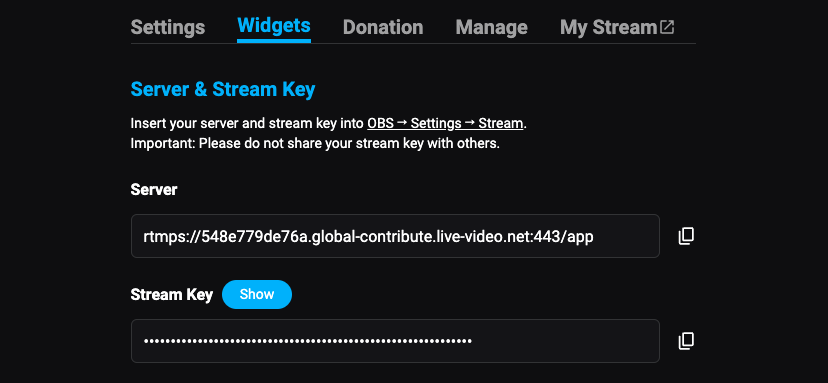 Settings Widgets Donation Manage My Stream
Server & Stream Key
Insert your server and stream key into OBS → Settings → Stream.
Important: Please do not share your stream key with others.
Server
rtmps://548e779de76a.global-contribute.live-video.net:443/app
Stream Key Show
••••••••••••••••••••••••••••••••••••••••••••••••••••••••••••